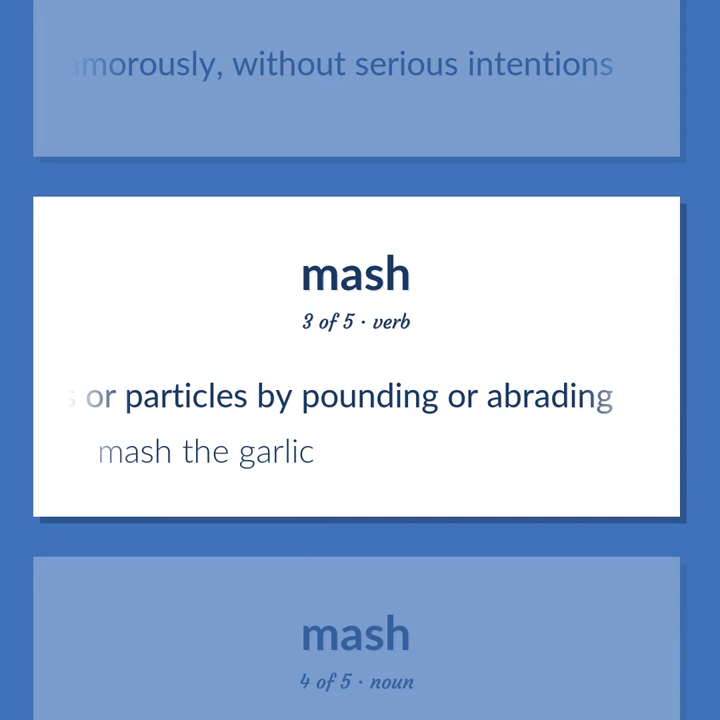 amorously, without serious intentions
mash
3 of 5 · verb
s or particles by pounding or abrading
mash the garlic
mash
4 of 5 · noun